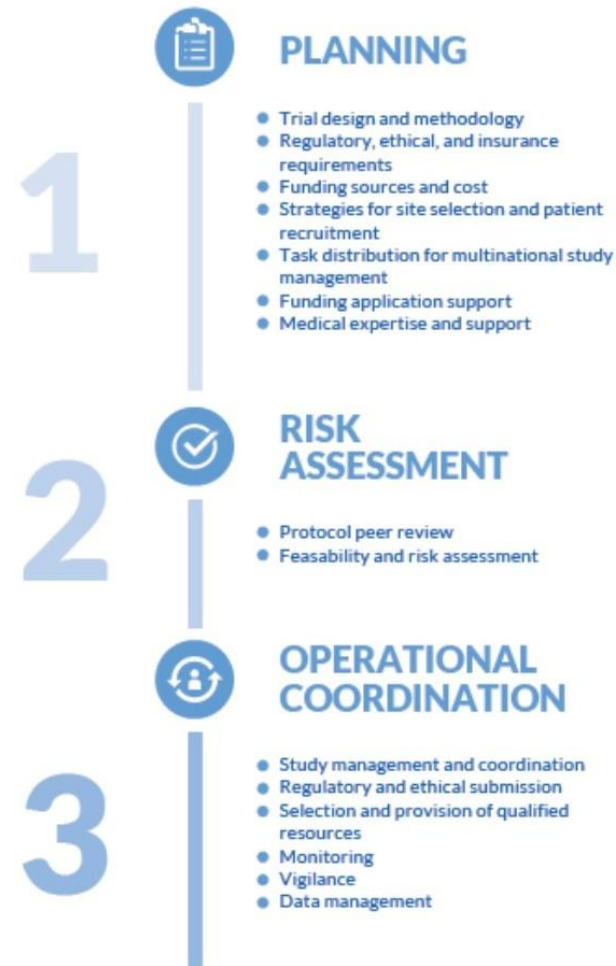 1
PLANNING
Trial design and methodology
Regulatory, ethical, and insurance
requirements
Funding sources and cost
Strategies for site selection and patient
recruitment
Task distribution for multinational study
management
Funding application support
Medical expertise and support
2
RISK
ASSESSMENT
Protocol peer review
Feasability and risk assessment
3
OPERATIONAL
COORDINATION
Study management and coordination
Regulatory and ethical submission
Selection and provision of qualified
resources
Monitoring
Vigilance
Data management